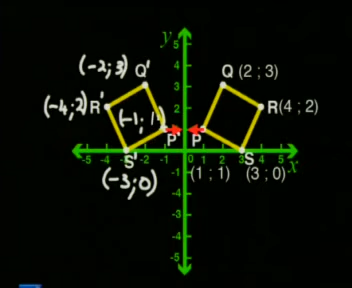 y
5
4
3
2
1
(-2;3) Q'
Q (2 ; 3)
(-4;2) R'
R(4 ; 2)
(-1; 1)
P'
P
-5 -4 -3 -2 -1
1 2 3 4 5
x
S'
S
(-3;0)
(1 ; 1) (3 ; 0)
-1
-2
-3
-4
-5